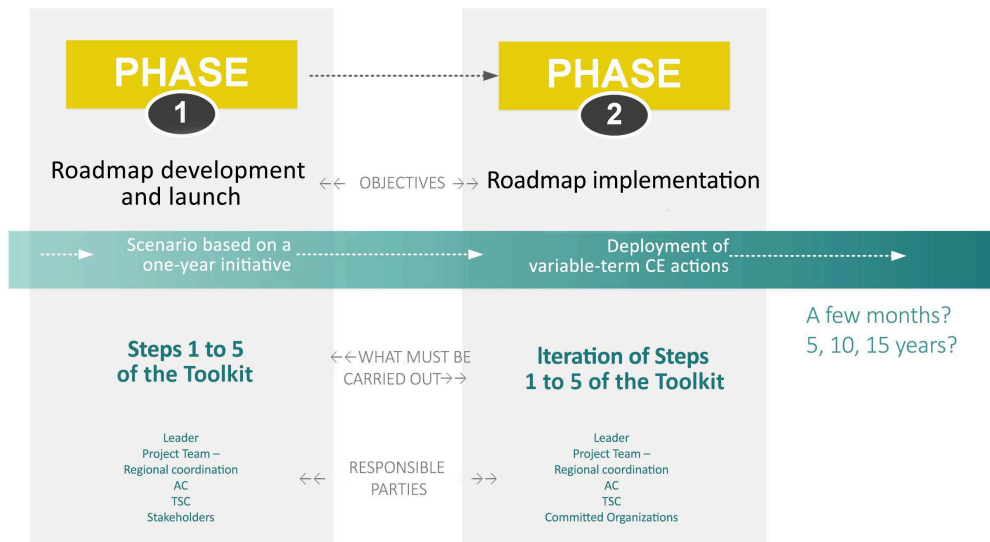 PHASE
1
PHASE
2
Roadmap development
and launch
←← OBJECTIVES →→
Roadmap implementation
Scenario based on a
one-year initiative
Deployment of
variable-term CE actions
A few months?
5, 10, 15 years?
Steps 1 to 5
of the Toolkit
←←WHAT MUST BE
CARRIED OUT→→
Iteration of Steps
1 to 5 of the Toolkit
Leader
Project Team –
Regional coordination
AC
TSC
Stakeholders
←← RESPONSIBLE →→
PARTIES
Leader
Project Team –
Regional coordination
AC
TSC
Committed Organizations